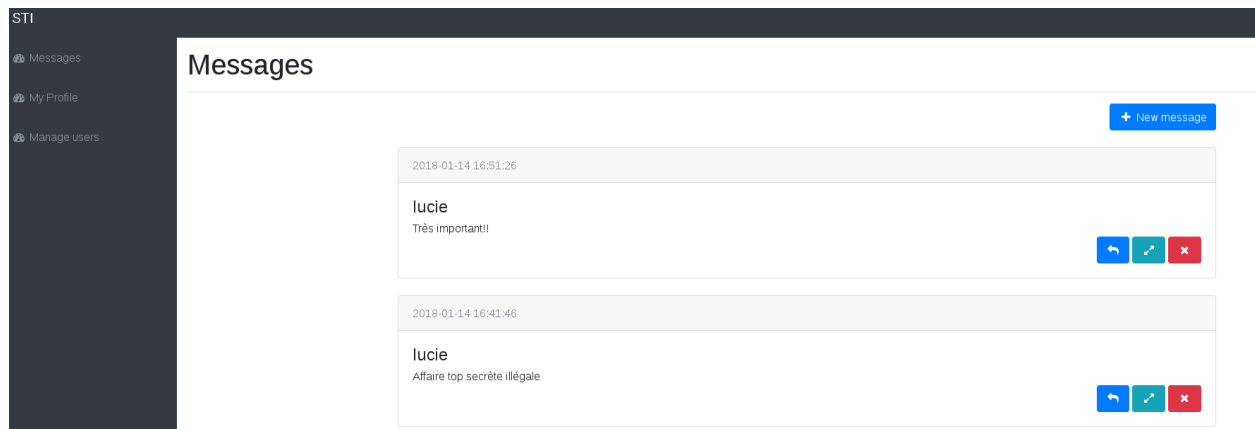 STI
Messages
My Profile
Manage users
Messages
New message
2018-01-14 16:51:26
lucie
Très important!!
2018-01-14 16:41:46
lucie
Affaire top secrète illégale